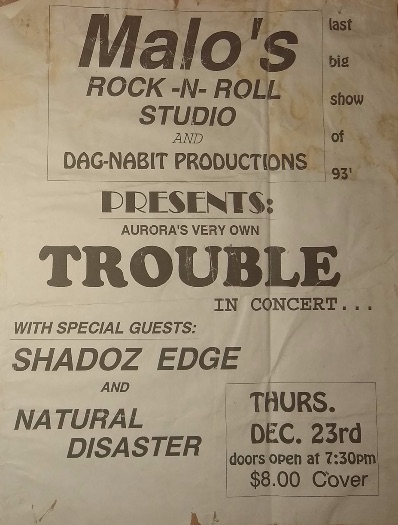 Malo's
ROCK -N- ROLL
STUDIO
AND
DAG-NABIT PRODUCTIONS
last
big
show
of
93'
PRESENTS:
AURORA'S VERY OWN
TROUBLE
IN CONCERT...
WITH SPECIAL GUESTS:
SHADOZ EDGE
AND
NATURAL
DISASTER
THURS.
DEC. 23rd
doors open at 7:30pm
$8.00 Cover